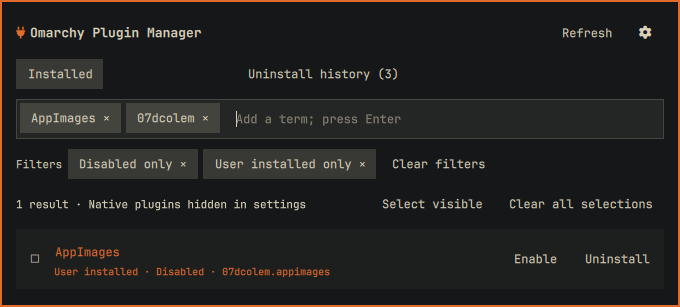 Omarchy Plugin Manager Refresh
Installed Uninstall history (3)
AppImages × 07dcolem × Add a term; press Enter
Filters Disabled only × User installed only × Clear filters
1 result · Native plugins hidden in settings Select visible Clear all selections
AppImages
User installed · Disabled · 07dcolem.appimages
Enable Uninstall